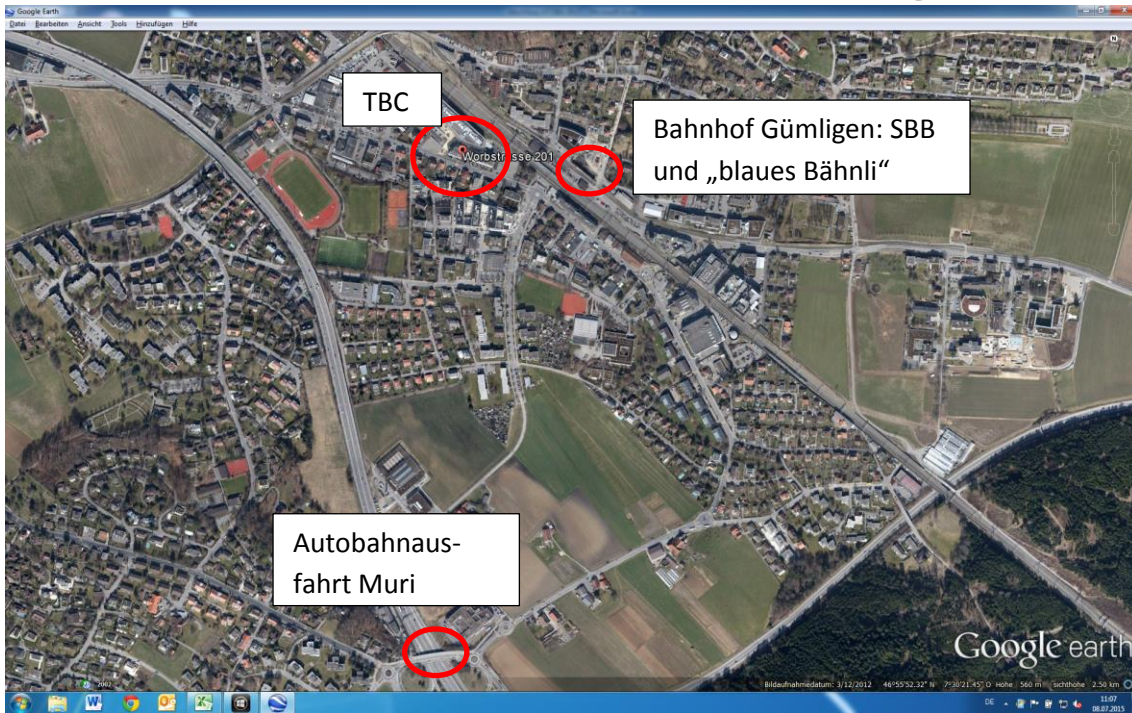 Google Earth
Datei Bearbeiten Ansicht Tools Hinzufügen Hilfe
TBC
Worbstrasse 201
Bahnhof Gümligen: SBB
und „blaues Bähnli“
Autobahnaus-
fahrt Muri
Google earth
2002
Bildaufnahmedatum: 3/12/2012 46°55'52.32" N 7°30'21.45" O Höhe 560 m sichthöhe 2.50 km
DE
11:07
08.07.2015